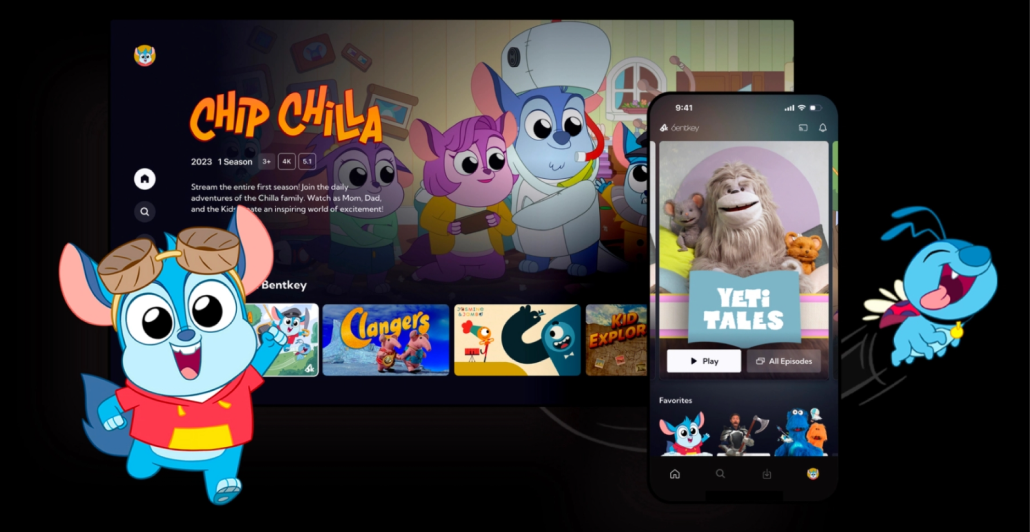 CHIP CHILLA
2023 1 Season 3+ 4K 5.1
Stream the entire first season! Join the daily
adventures of the Chilla family. Watch as Mom, Dad,
and the Kids create an inspiring world of excitement!
Bentkey
Clangers
KID
EXPLOR
9:41
bentkey
YETI
TALES
Play
All Episodes
Favorites